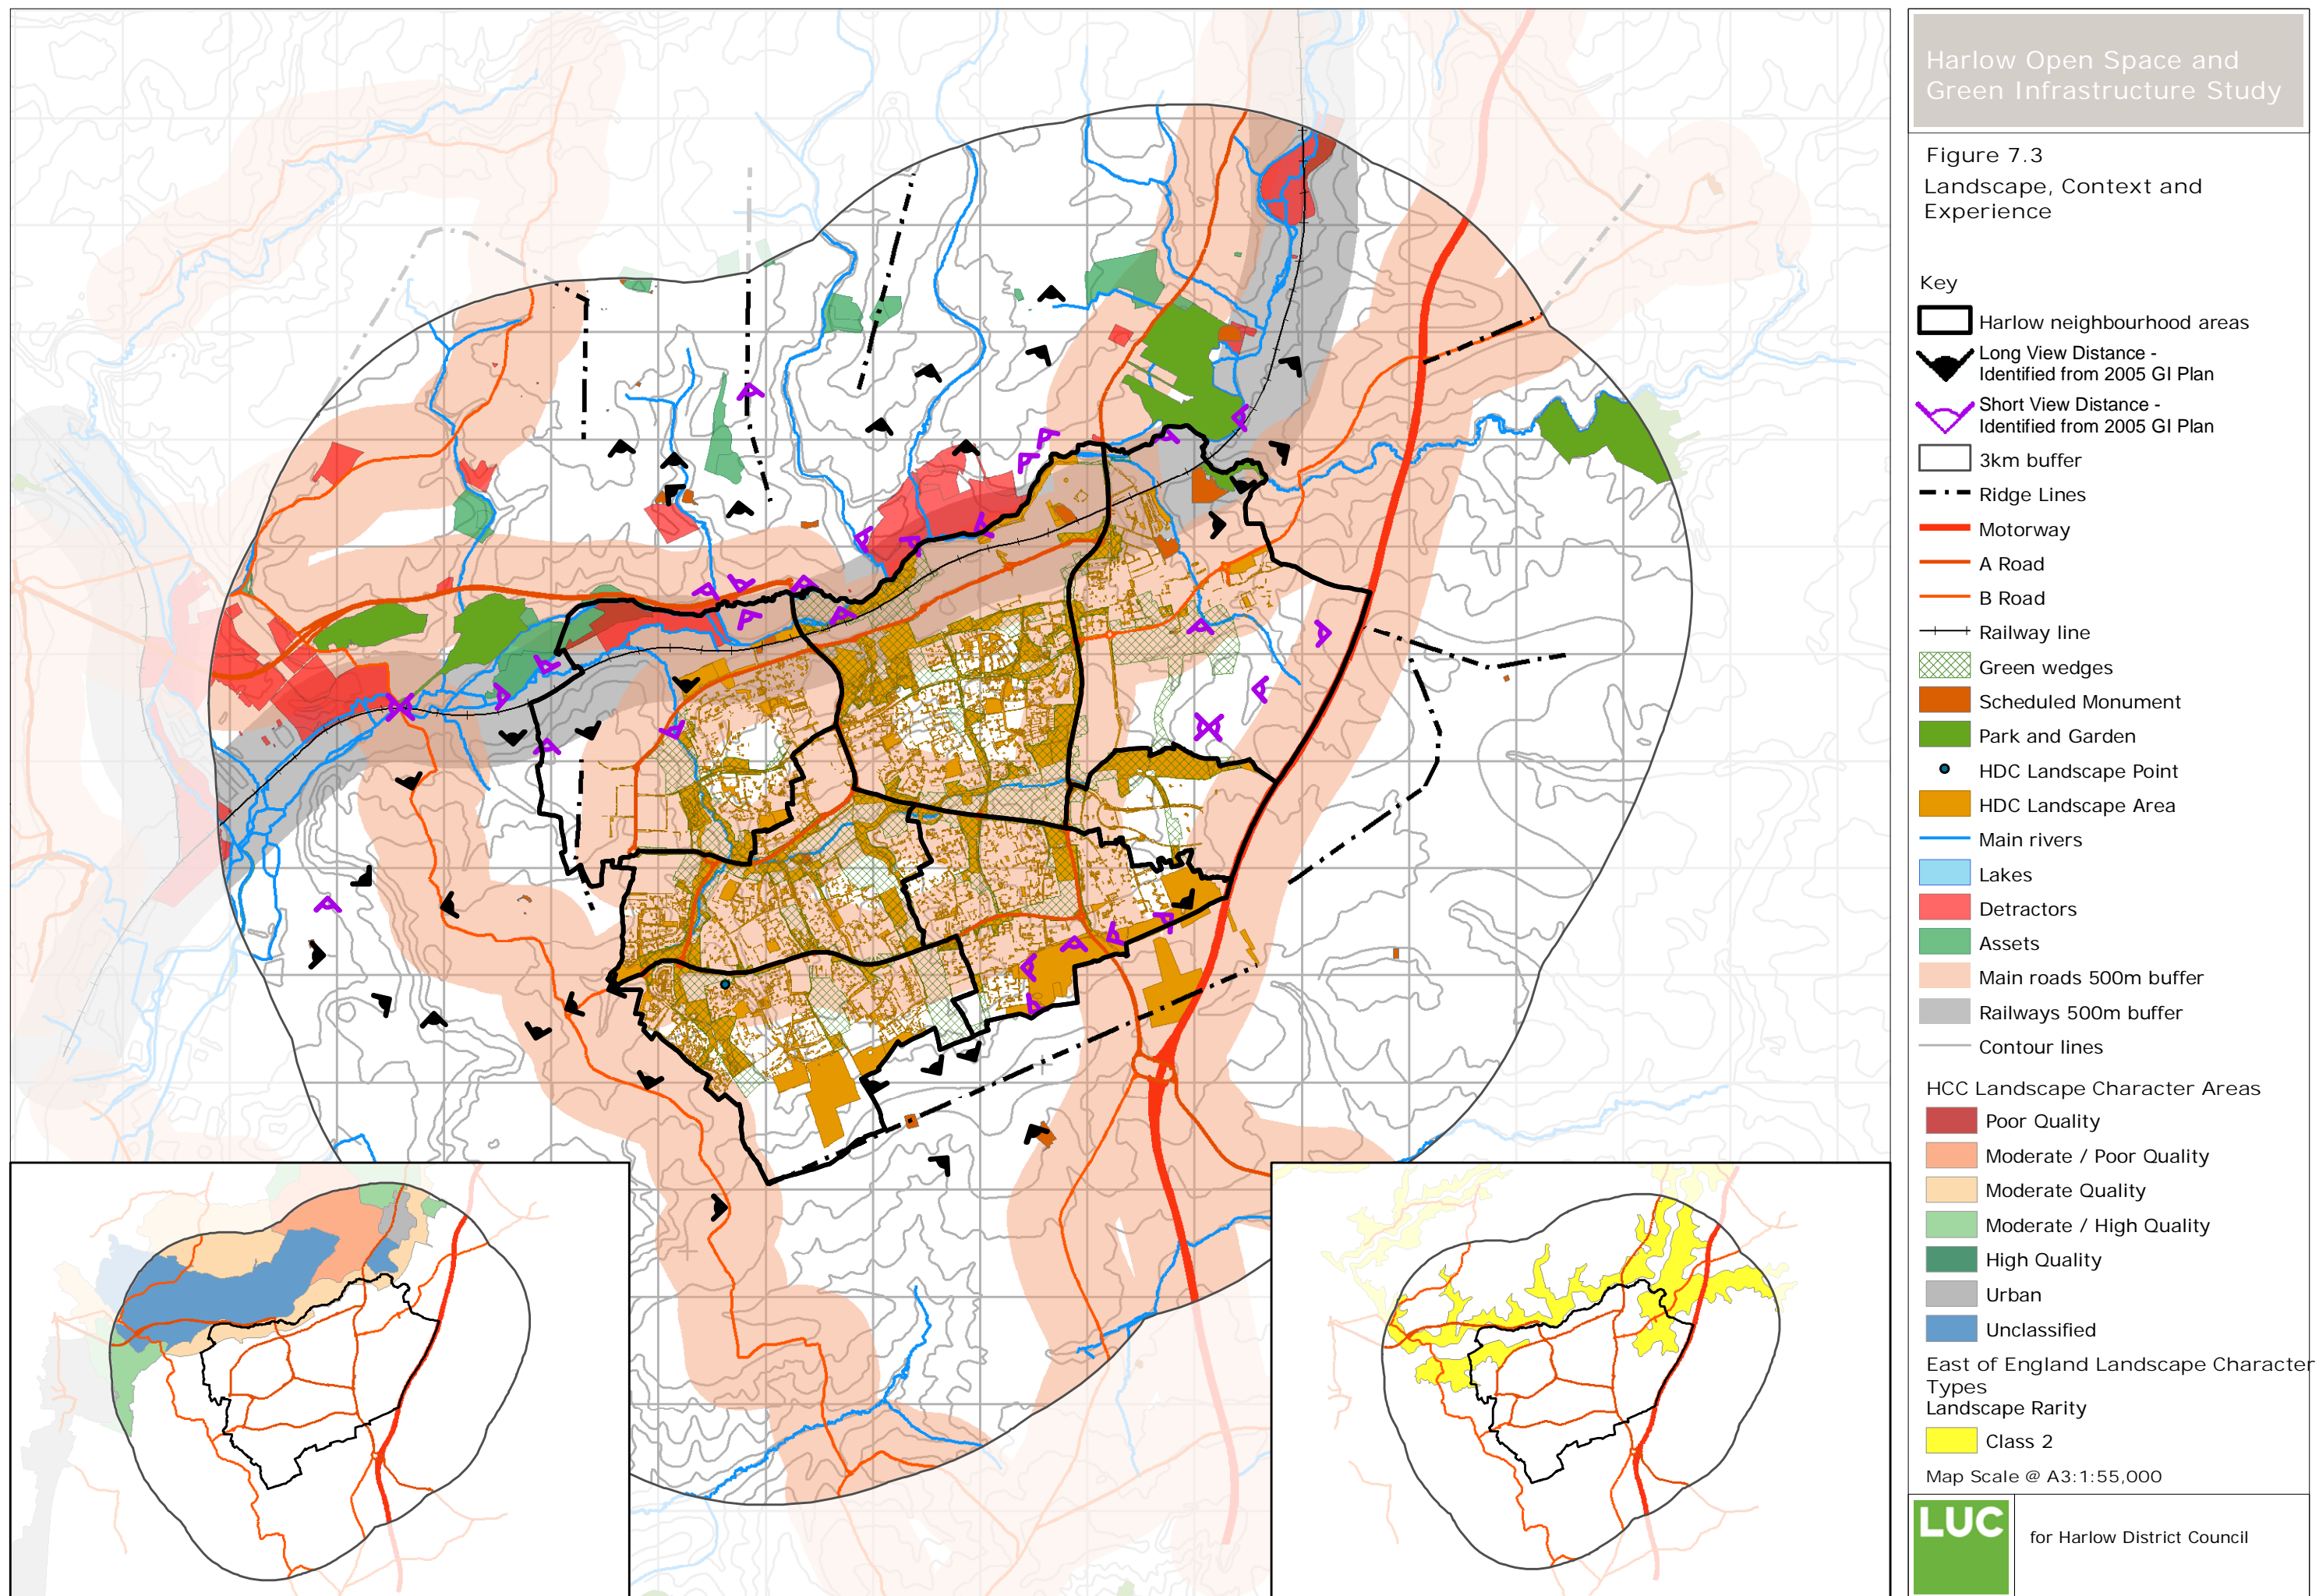 Harlow Open Space and
Green Infrastructure Study
Figure 7.3
Landscape, Context and
Experience
Key
Harlow neighbourhood areas
Long View Distance -
Identified from 2005 GI Plan
Short View Distance -
Identified from 2005 GI Plan
3km buffer
Ridge Lines
Motorway
A Road
B Road
Railway line
Green wedges
Scheduled Monument
Park and Garden
HDC Landscape Point
HDC Landscape Area
Main rivers
Lakes
Detractors
Assets
Main roads 500m buffer
Railways 500m buffer
Contour lines
HCC Landscape Character Areas
Poor Quality
Moderate / Poor Quality
Moderate Quality
Moderate / High Quality
High Quality
Urban
Unclassified
East of England Landscape Character
Types
Landscape Rarity
Class 2
Map Scale @ A3:1:55,000
LUC
for Harlow District Council